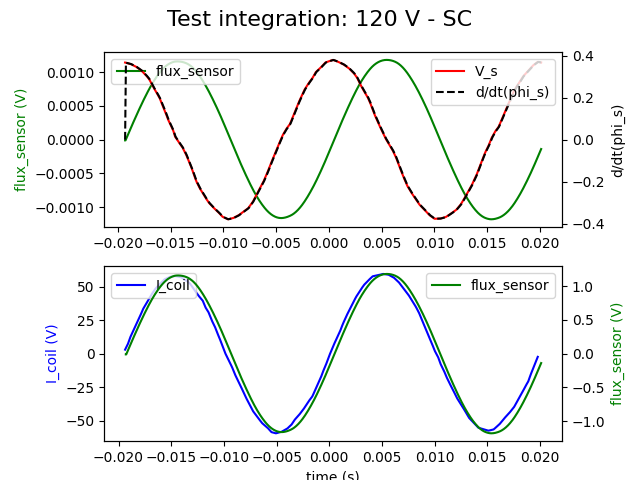 Test integration: 120 V - SC
flux_sensor
V_s
d/dt(phi_s)
0.0010
0.0005
0.0000
−0.0005
−0.0010
flux_sensor (V)
0.4
0.2
0.0
−0.2
−0.4
d/dt(phi_s)
−0.020 −0.015 −0.010 −0.005 0.000 0.005 0.010 0.015 0.020
I_coil
flux_sensor
50
25
0
−25
−50
I_coil (V)
1.0
0.5
0.0
−0.5
−1.0
flux_sensor (V)
−0.020 −0.015 −0.010 −0.005 0.000 0.005 0.010 0.015 0.020
time (s)